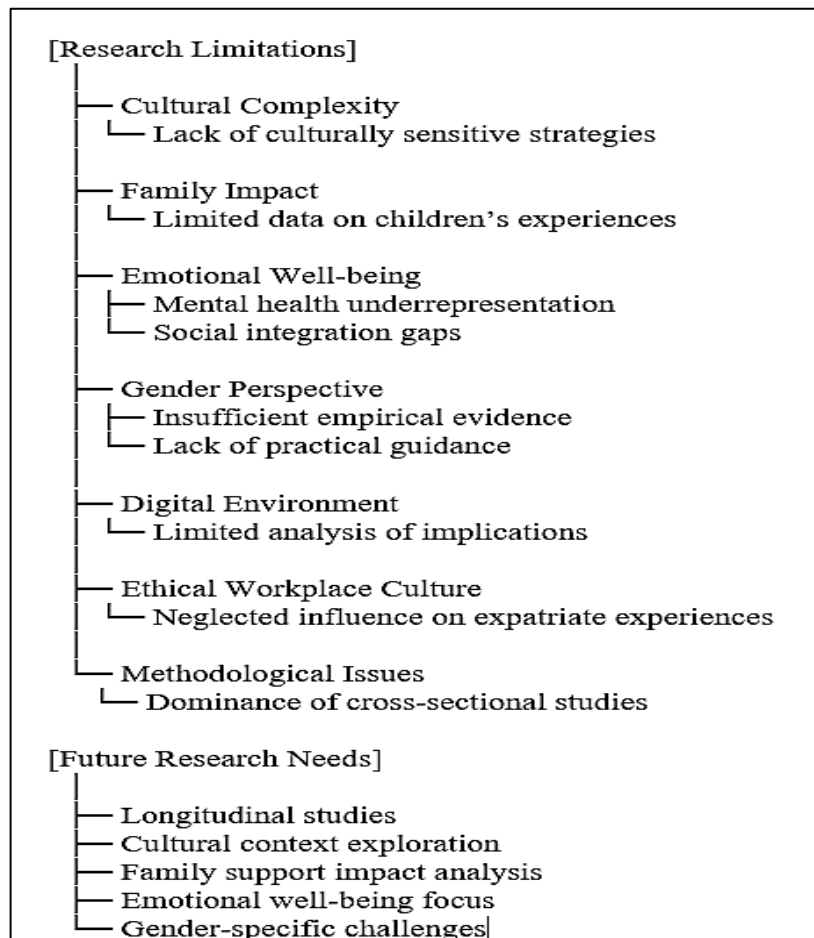 [Research Limitations]
Cultural Complexity
Lack of culturally sensitive strategies
Family Impact
Limited data on children’s experiences
Emotional Well-being
Mental health underrepresentation
Social integration gaps
Gender Perspective
Insufficient empirical evidence
Lack of practical guidance
Digital Environment
Limited analysis of implications
Ethical Workplace Culture
Neglected influence on expatriate experiences
Methodological Issues
Dominance of cross-sectional studies
[Future Research Needs]
Longitudinal studies
Cultural context exploration
Family support impact analysis
Emotional well-being focus
Gender-specific challenges